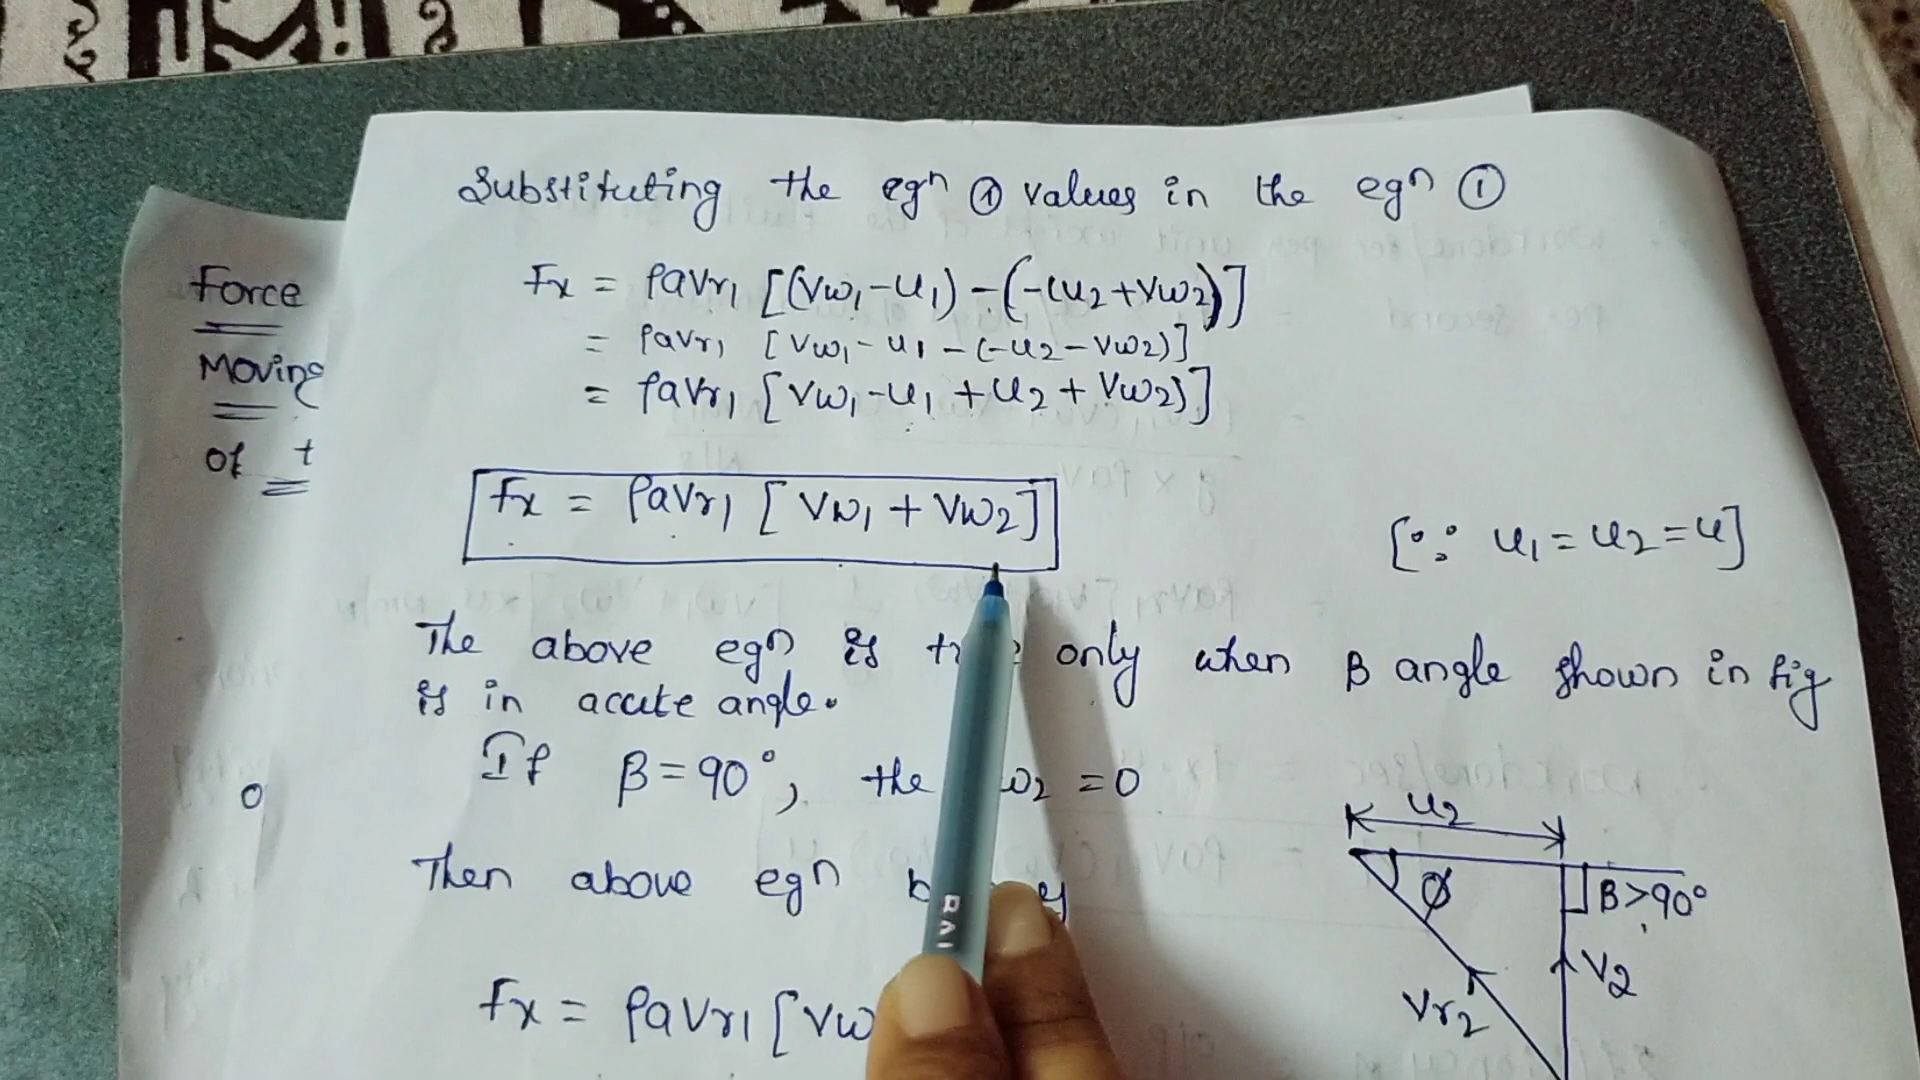 Substituting the eqn ④ values in the eqn ①
Fx = ρaVr1 [(Vw1-u1) - (-(u2+Vw2)]
= ρaVr1 [Vw1-u1-(-u2-Vw2)]
= ρaVr1 [Vw1-u1+u2+Vw2)]
Fx = ρaVr1 [Vw1+Vw2]
[∵ u1=u2=u]
The above eqn is only when β angle shown in fig
is in acute angle.
If β=90°, the w2 =0
Then above eqn
Fx = ρaVr1 [Vw
Force
Moving
of
u2
ϕ
β>90°
V2
Vr2
RAI